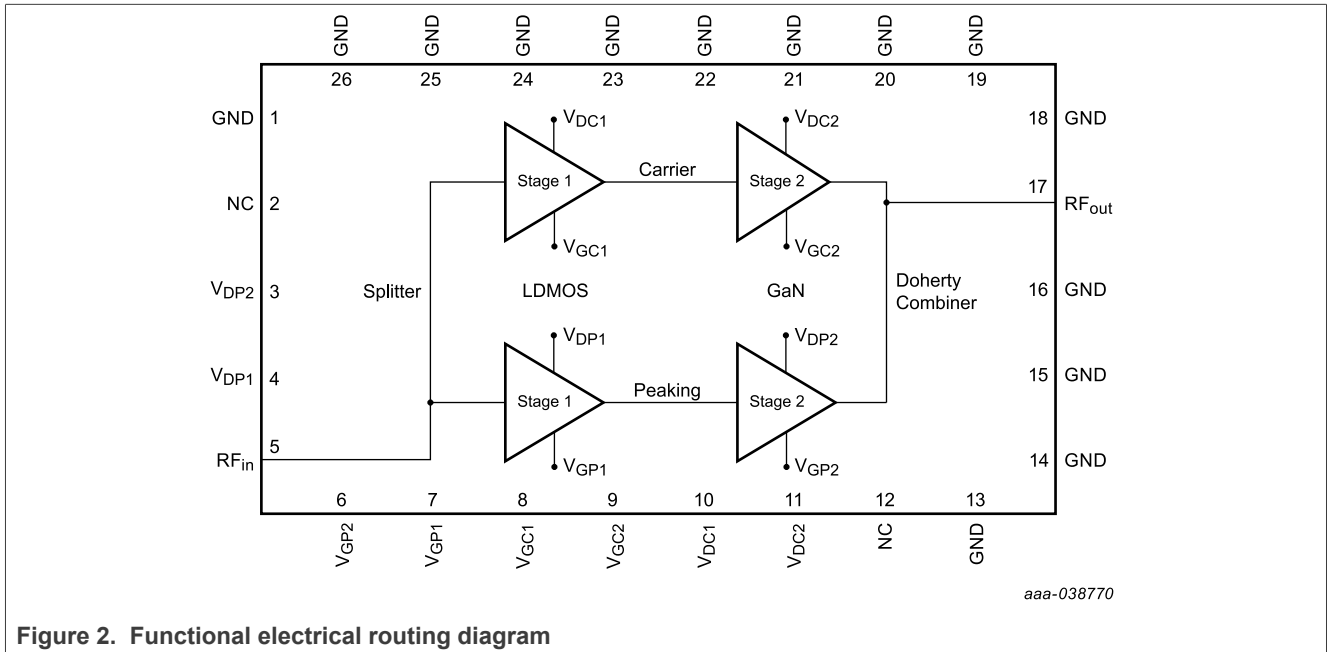 GND GND GND GND GND GND GND GND
26 25 24 23 22 21 20 19
GND 1
18 GND
VDC1
VDC2
Stage 1
Carrier
Stage 2
NC 2
17
RFout
VGC1
VGC2
VDP2 3
Splitter
LDMOS
GaN
Doherty
Combiner
16 GND
VDP1
VDP2
VDP1 4
15 GND
Stage 1
Peaking
Stage 2
RFin 5
VGP1
VGP2
14 GND
6 7 8 9 10 11 12 13
VGP2 VGP1 VGC1 VGC2 VDC1 VDC2 NC GND
aaa-038770
Figure 2. Functional electrical routing diagram